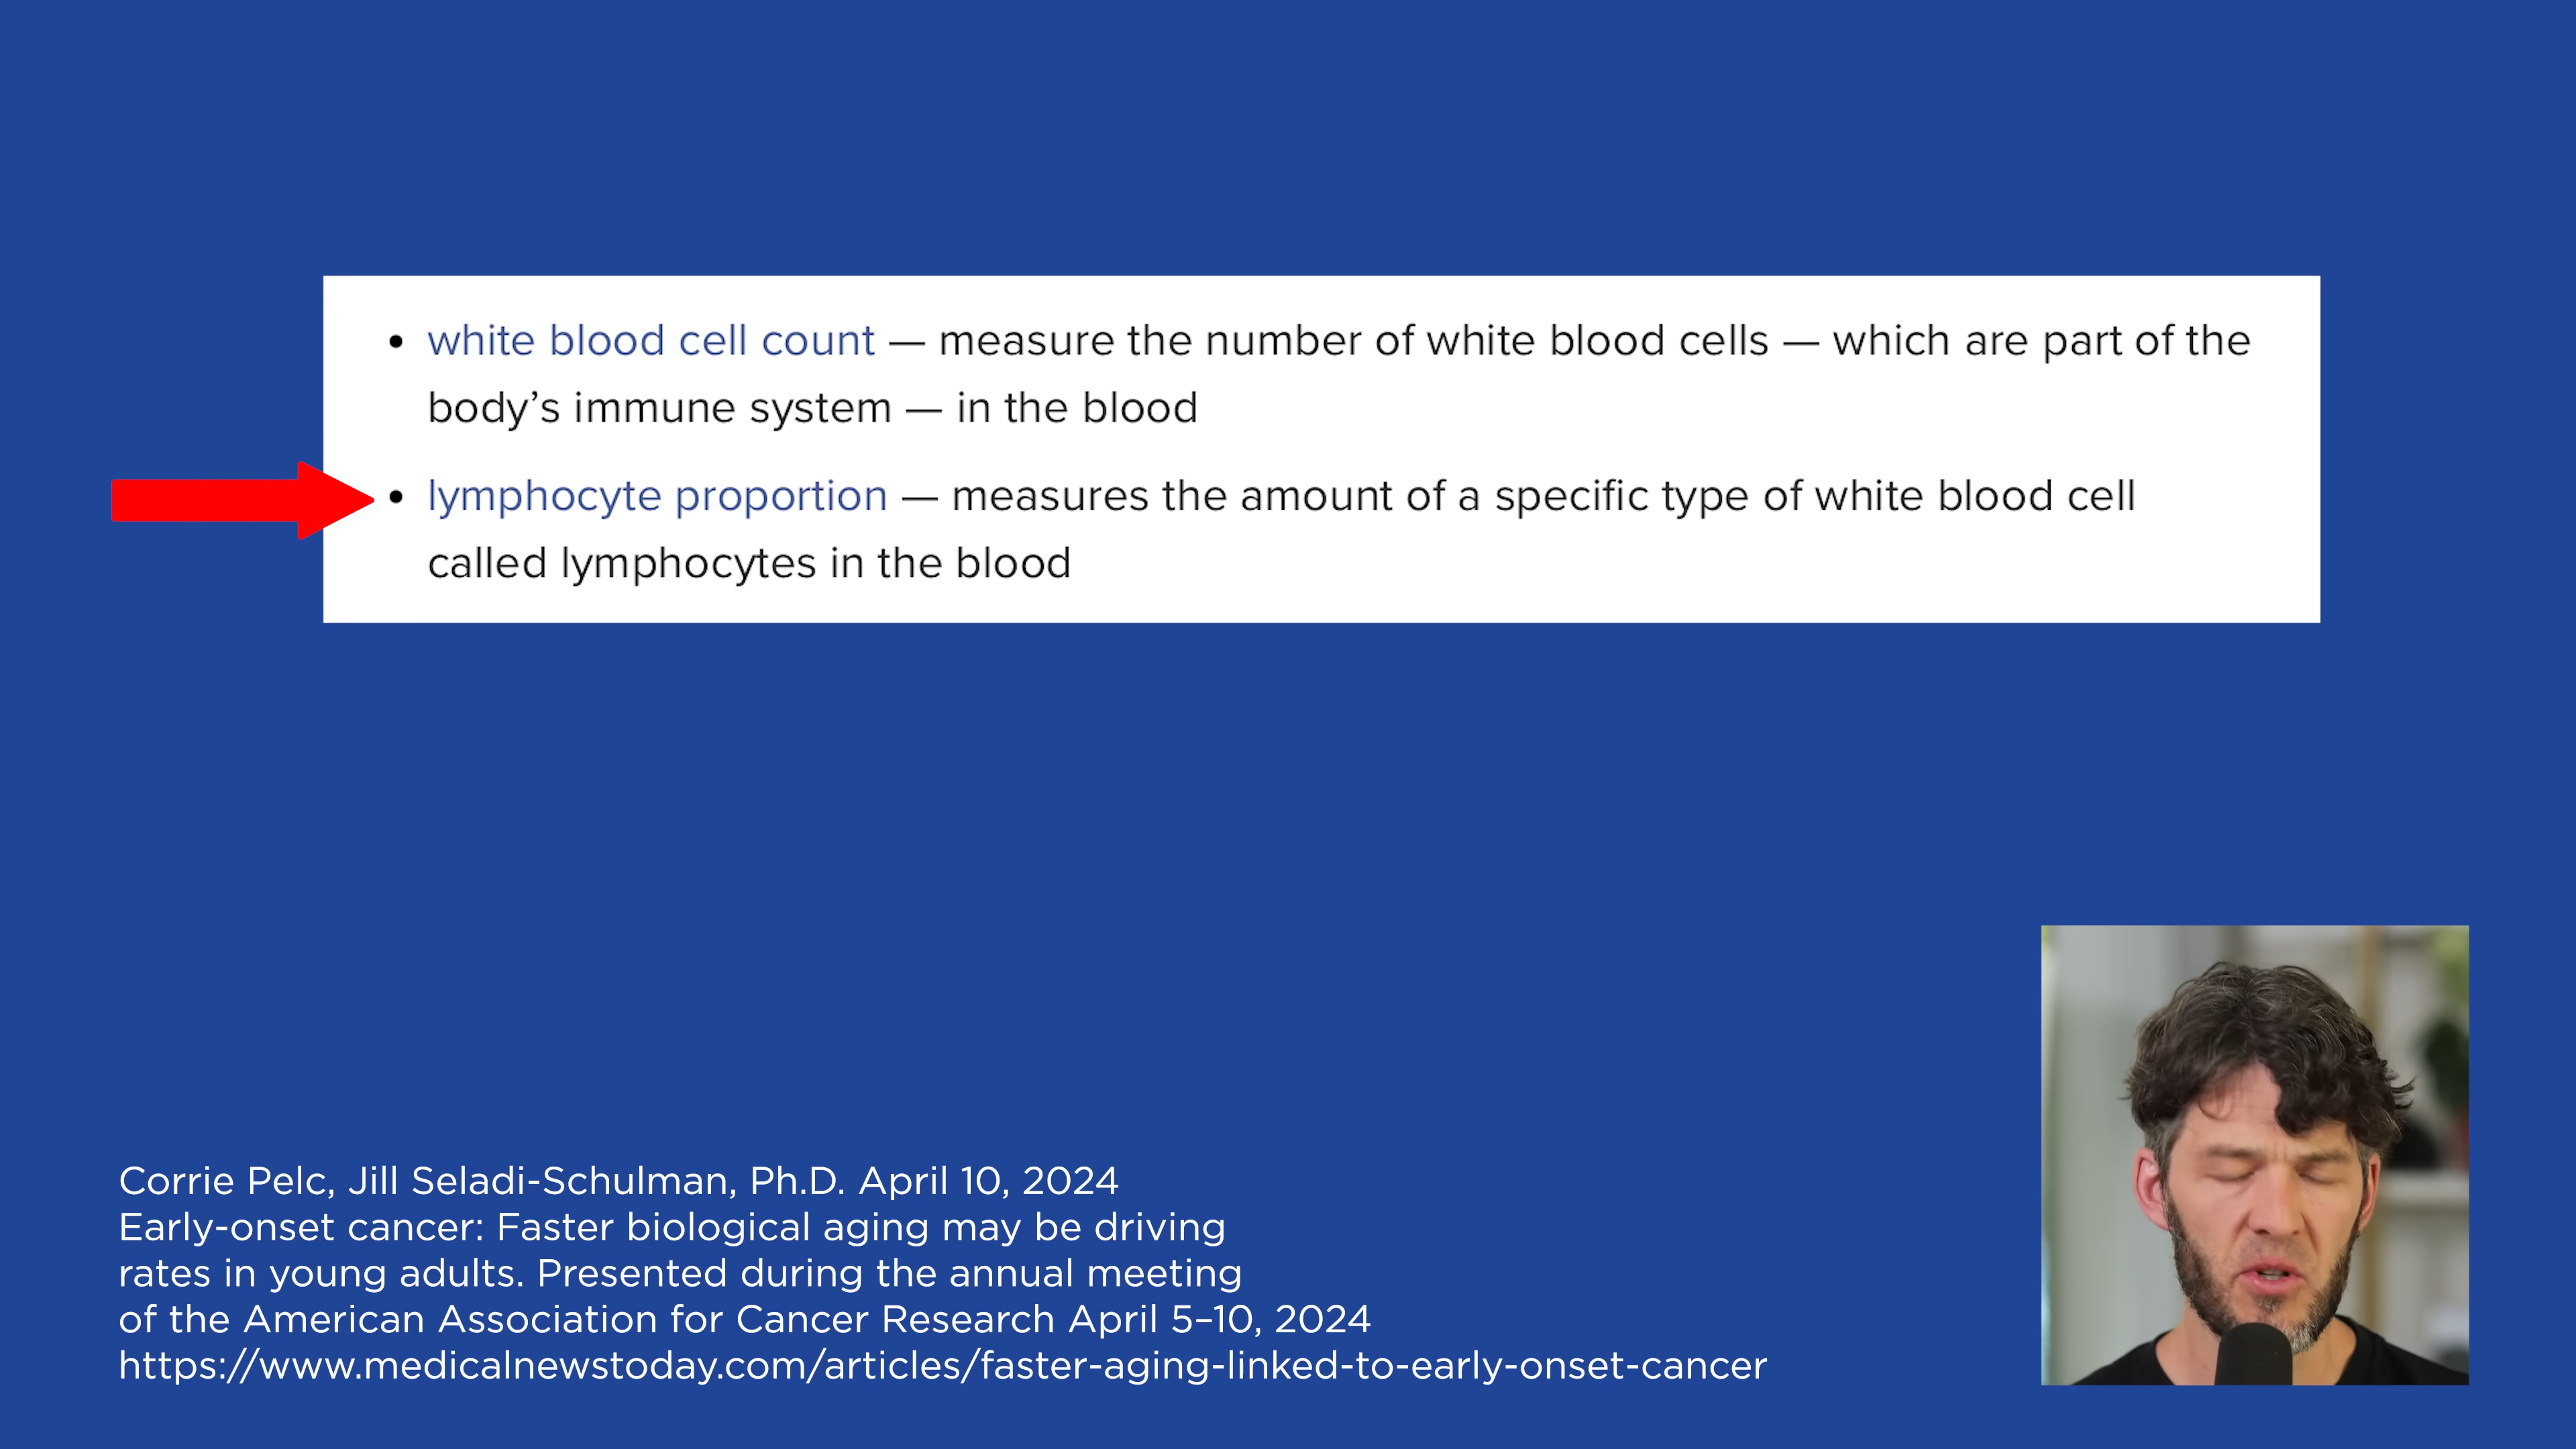 • white blood cell count — measure the number of white blood cells — which are part of the
body’s immune system — in the blood
• lymphocyte proportion — measures the amount of a specific type of white blood cell
called lymphocytes in the blood
Corrie Pelc, Jill Seladi-Schulman, Ph.D. April 10, 2024
Early-onset cancer: Faster biological aging may be driving
rates in young adults. Presented during the annual meeting
of the American Association for Cancer Research April 5–10, 2024
https://www.medicalnewstoday.com/articles/faster-aging-linked-to-early-onset-cancer